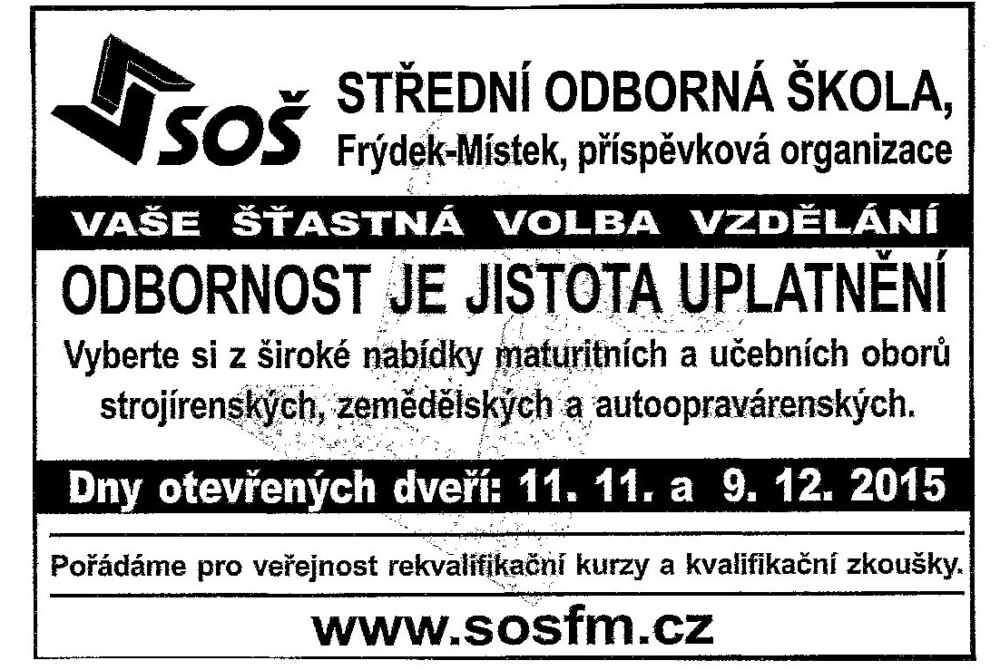 SOŠ
STŘEDNÍ ODBORNÁ ŠKOLA,
Frýdek-Místek, příspěvková organizace
VAŠE ŠŤASTNÁ VOLBA VZDĚLÁNÍ
ODBORNOST JE JISTOTA UPLATNĚNÍ
Vyberte si z široké nabídky maturitních a učebních oborů
strojírenských, zemědělských a autoopravárenských.
Dny otevřených dveří: 11. 11. a 9. 12. 2015
Pořádáme pro veřejnost rekvalifikační kurzy a kvalifikační zkoušky.
www.sosfm.cz